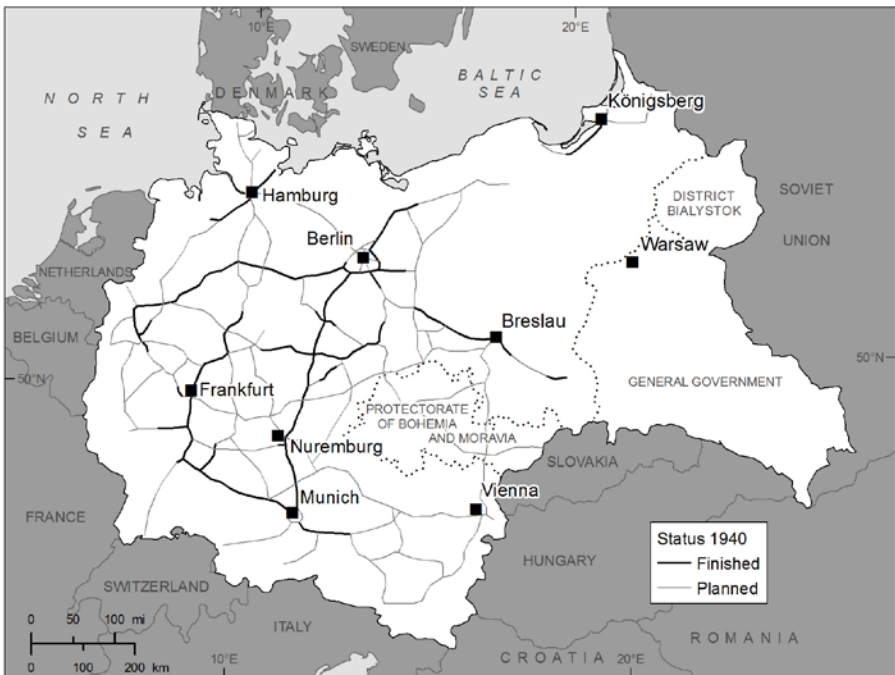 10°E
20°E
SWEDEN
NORTH
SEA
DENMARK
BALTIC
SEA
Königsberg
Hamburg
DISTRICT
BIALYSTOK
SOVIET
UNION
Berlin
Warsaw
NETHERLANDS
BELGIUM
Breslau
50°N
50°N
Frankfurt
GENERAL GOVERNMENT
PROTECTORATE
OF BOHEMIA
AND MORAVIA
Nuremburg
SLOVAKIA
Munich
Vienna
FRANCE
Status 1940
Finished
Planned
HUNGARY
SWITZERLAND
ITALY
ROMANIA
CROATIA
0 50 100 mi
0 100 200 km
10°E
20°E